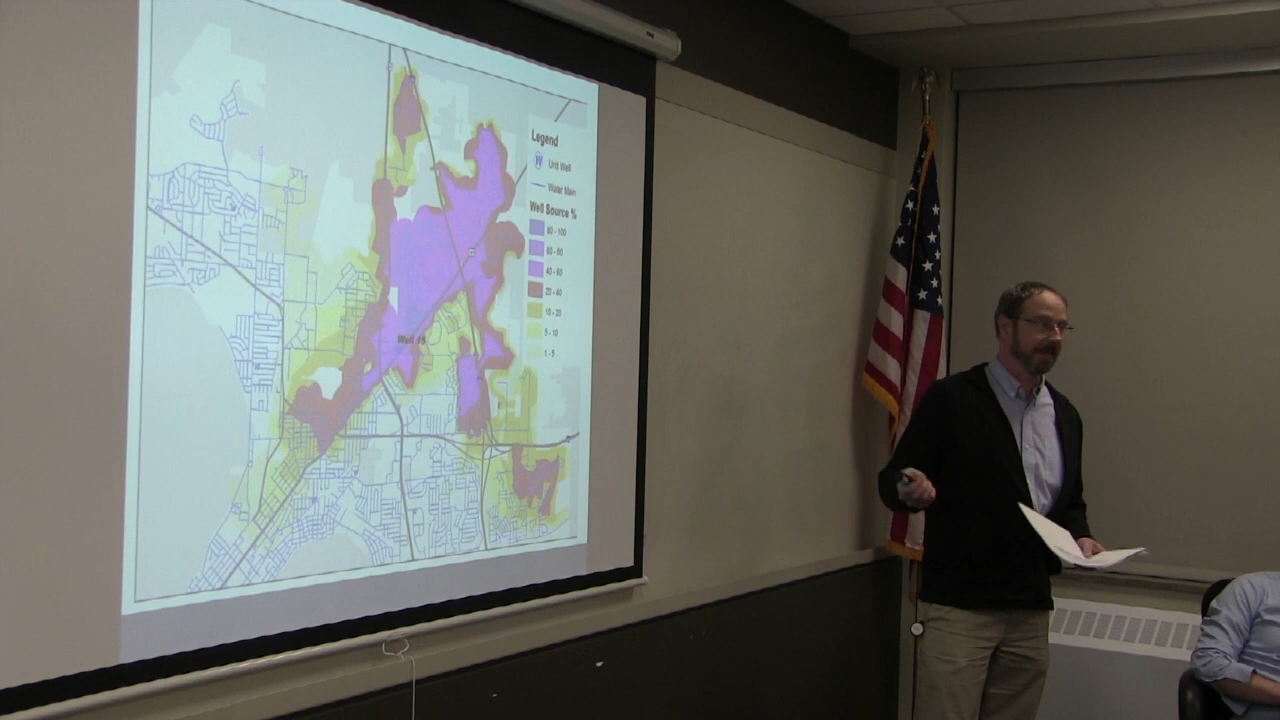 Legend
Unit Well
Water Main
Well Source %
80 - 100
60 - 80
40 - 60
20 - 40
10 - 20
5 - 10
1 - 5
Well 15